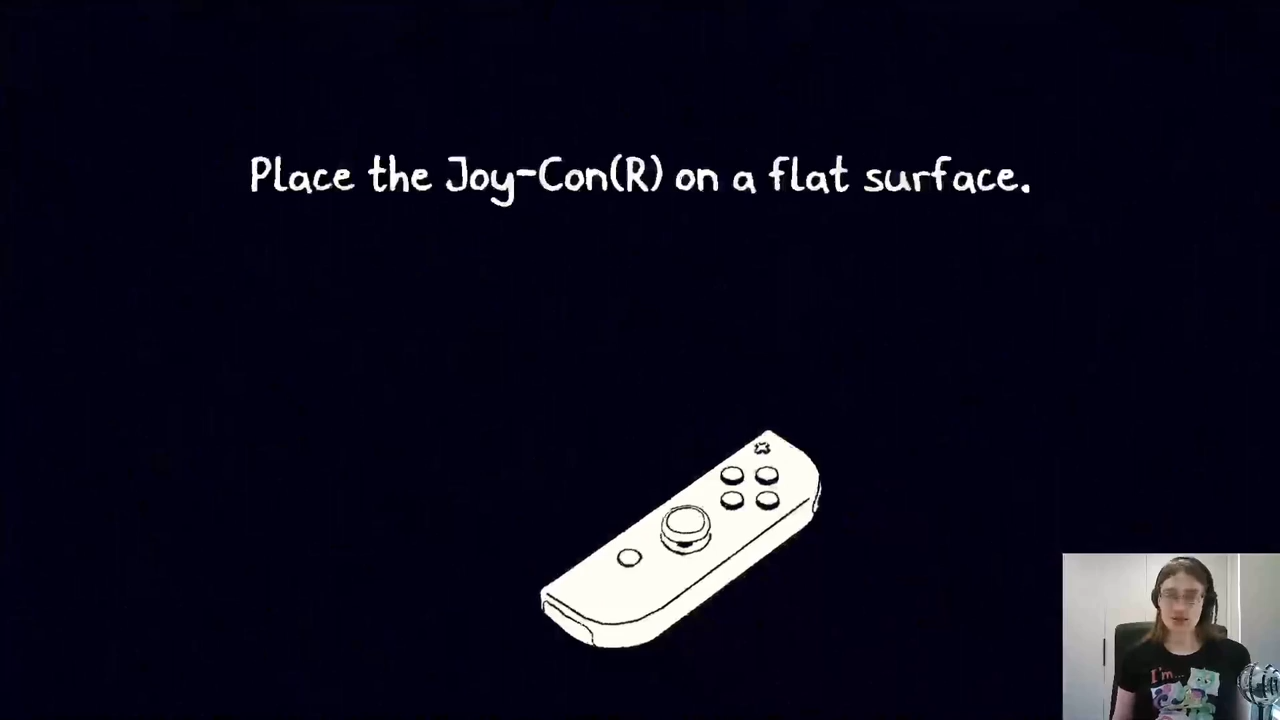 Place the Joy-Con(R) on a flat surface.
I'm...